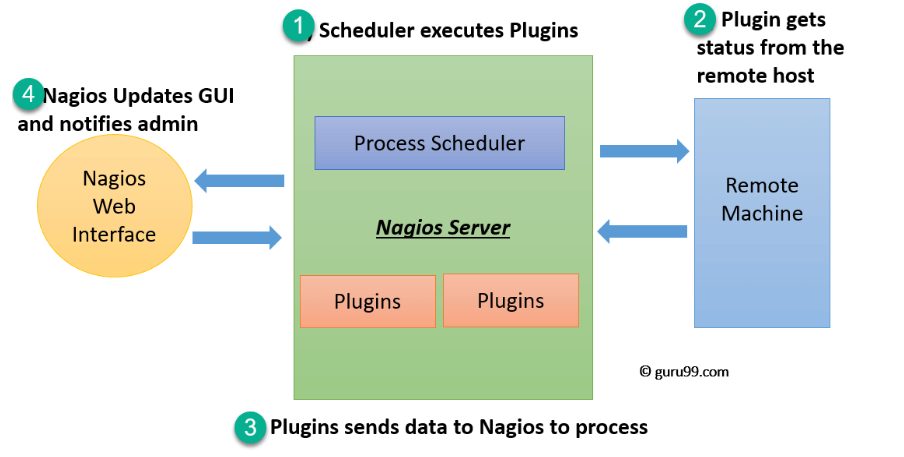 1 , Scheduler executes Plugins
2 Plugin gets
status from the
remote host
4 Nagios Updates GUI
and notifies admin
Process Scheduler
Nagios
Web
Interface
Remote
Machine
Nagios Server
Plugins
Plugins
© guru99.com
3 Plugins sends data to Nagios to process